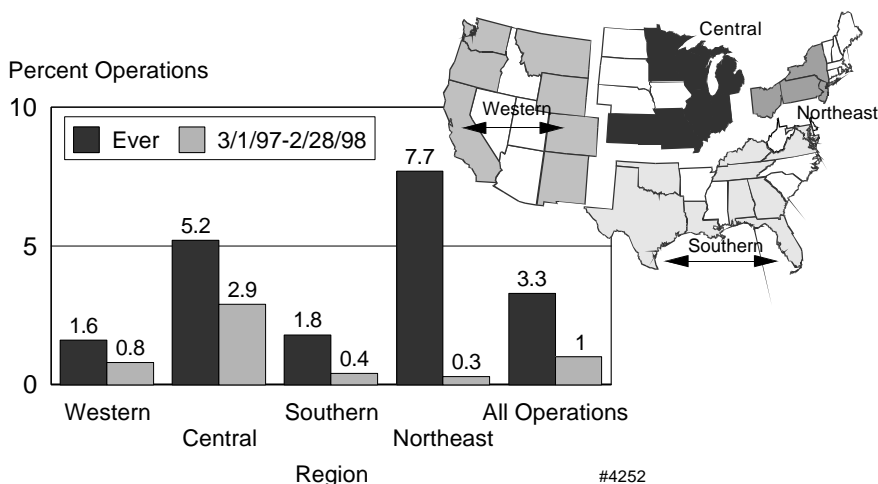 Percent Operations
10
5
0
Ever
3/1/97-2/28/98
1.6
0.8
5.2
2.9
1.8
0.4
7.7
0.3
3.3
1
Western
Central
Southern
Northeast
All Operations
Region
#4252
Central
Western
Northeast
Southern